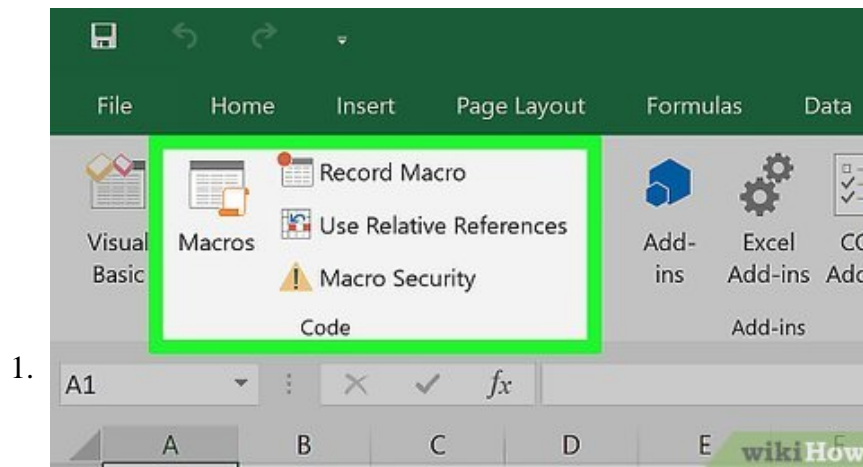 File Home Insert Page Layout Formulas Data
Record Macro
Use Relative References
Macro Security
Visual Basic
Macros
Code
Add-ins
Excel Add-ins
Add-ins
1.
A1 fx
A B C D E
wikiHow